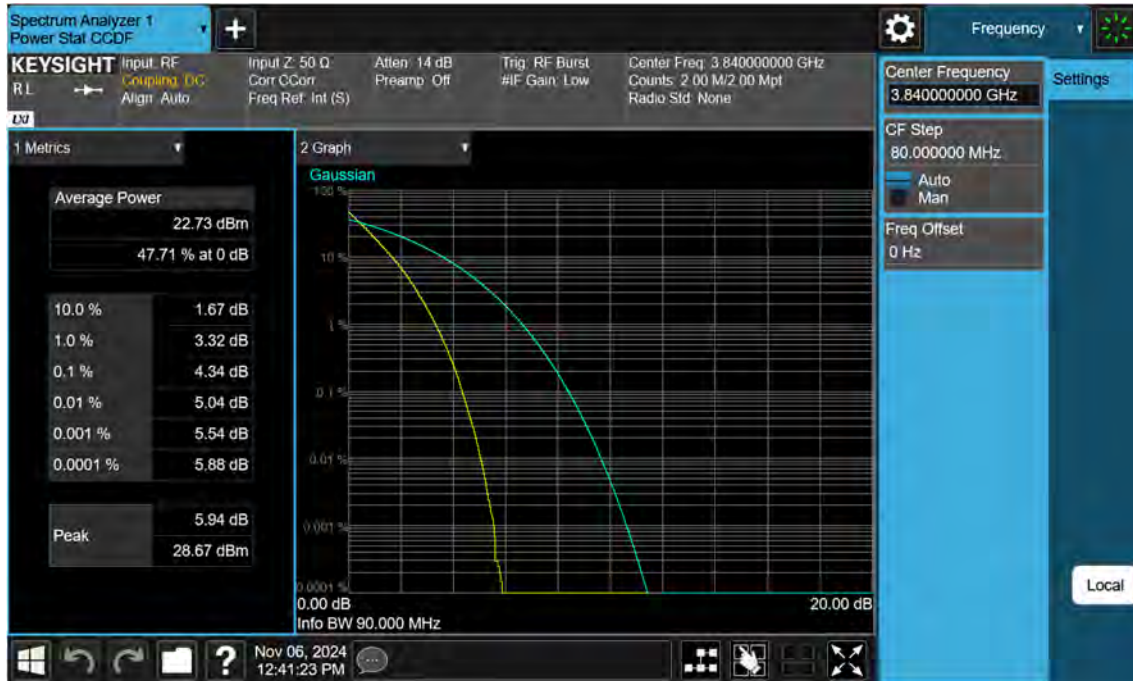 Spectrum Analyzer 1
Power Stat CCDF
+
Frequency
KEYSIGHT
RL
LXI
Input: RF
Coupling: DC
Align: Auto
Input Z: 50 Ω
Corr CCorr
Freq Ref: Int (S)
Atten: 14 dB
Preamp: Off
Trig: RF Burst
#IF Gain: Low
Center Freq: 3.840000000 GHz
Counts: 2.00 M/2.00 Mpt
Radio Std: None
Center Frequency
3.840000000 GHz
Settings
CF Step
80.000000 MHz
Auto
Man
Freq Offset
0 Hz
1 Metrics
Average Power
22.73 dBm
47.71 % at 0 dB
10.0 % 1.67 dB
1.0 % 3.32 dB
0.1 % 4.34 dB
0.01 % 5.04 dB
0.001 % 5.54 dB
0.0001 % 5.88 dB
Peak
5.94 dB
28.67 dBm
2 Graph
Gaussian
100 %
10 %
1 %
0.1 %
0.01 %
0.001 %
0.0001 %
0.00 dB 20.00 dB
Info BW 90.000 MHz
Local
?
Nov 06, 2024
12:41:23 PM